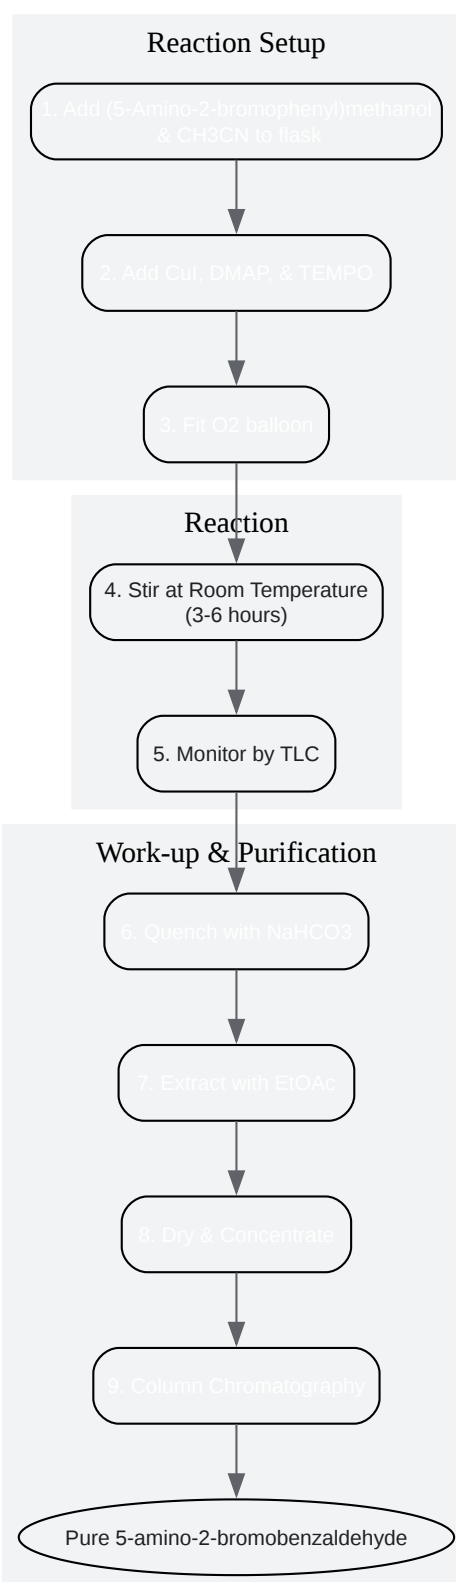 Reaction Setup
1. Add (5-Amino-2-bromophenyl)methanol
& CH3CN to flask
2. Add CuI, DMAP, & TEMPO
3. Fit O2 balloon
Reaction
4. Stir at Room Temperature
(3-6 hours)
5. Monitor by TLC
Work-up & Purification
6. Quench with NaHCO3
7. Extract with EtOAc
8. Dry & Concentrate
9. Column Chromatography
Pure 5-amino-2-bromobenzaldehyde